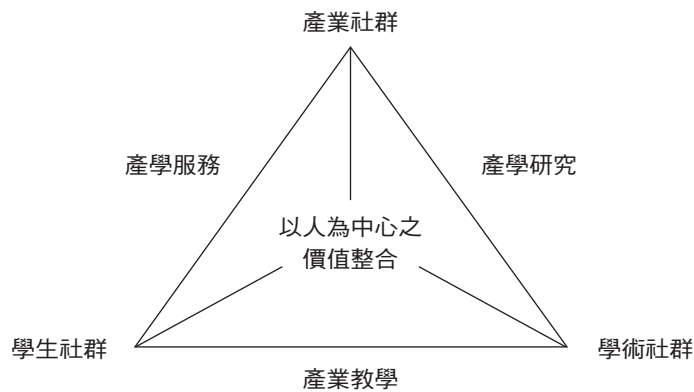 產業社群
產學服務
產學研究
以人為中心之
價值整合
學生社群
學術社群
產業教學